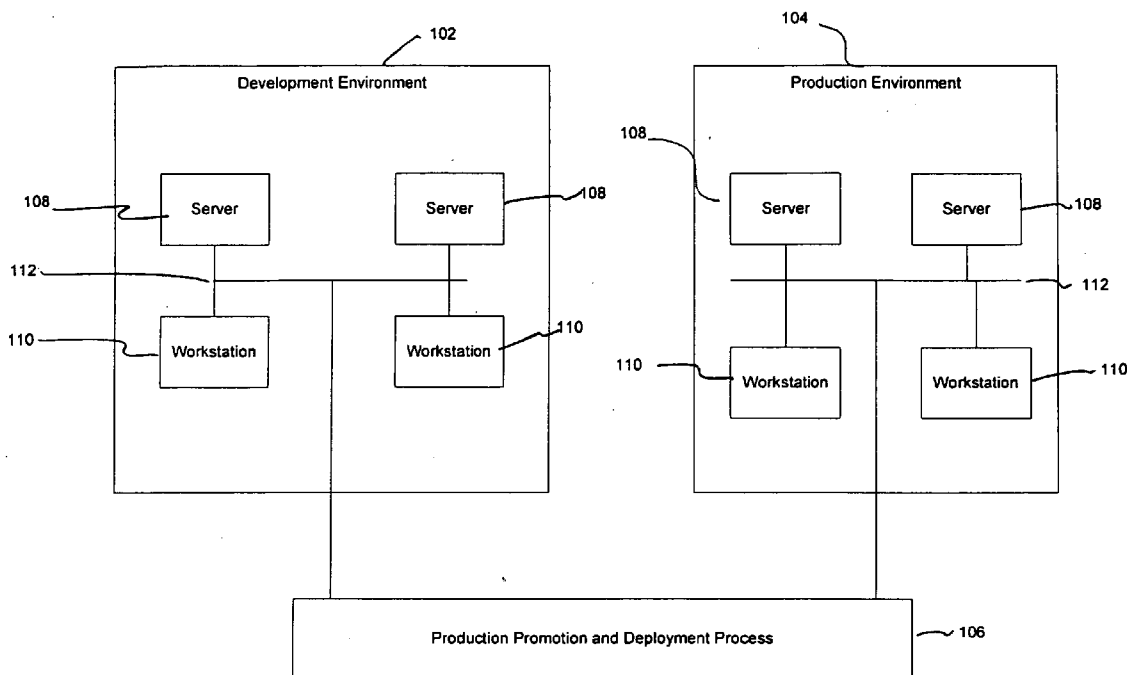 102
104
Development Environment
Production Environment
108
108
108
108
Server
Server
Server
Server
112
112
110
110
110
110
Workstation
Workstation
Workstation
Workstation
Production Promotion and Deployment Process
106